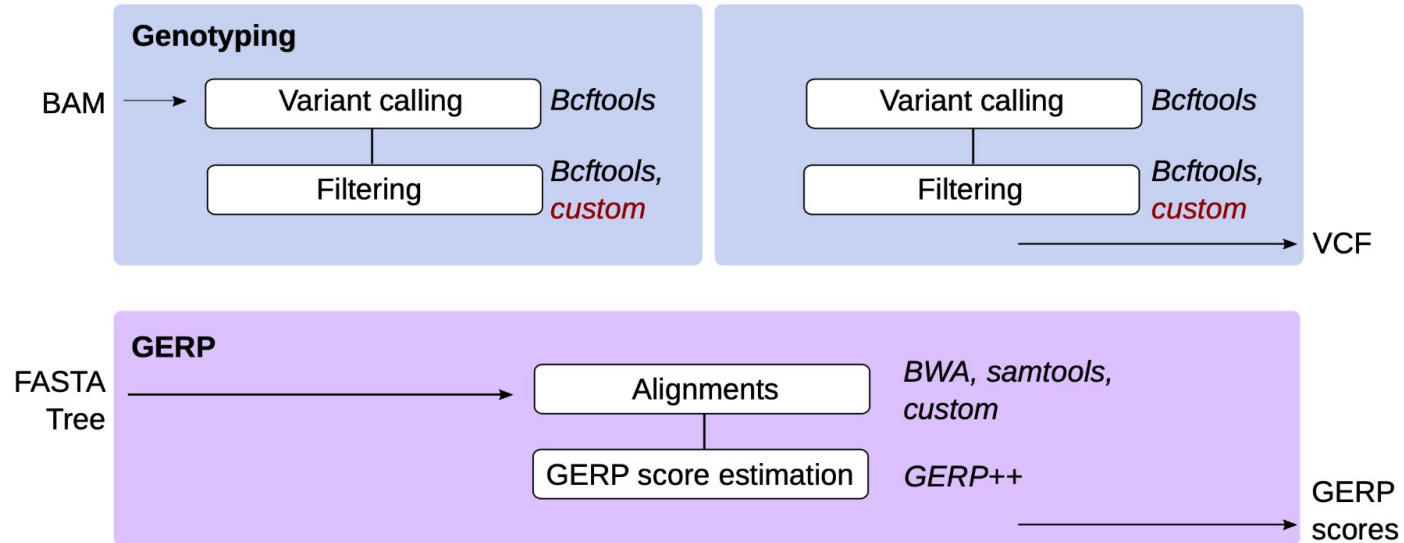 Genotyping
BAM
Variant calling
Bcftools
Filtering
Bcftools,
custom
Variant calling
Bcftools
Filtering
Bcftools,
custom
VCF
GERP
FASTA
Tree
Alignments
BWA, samtools,
custom
GERP score estimation
GERP++
GERP
scores